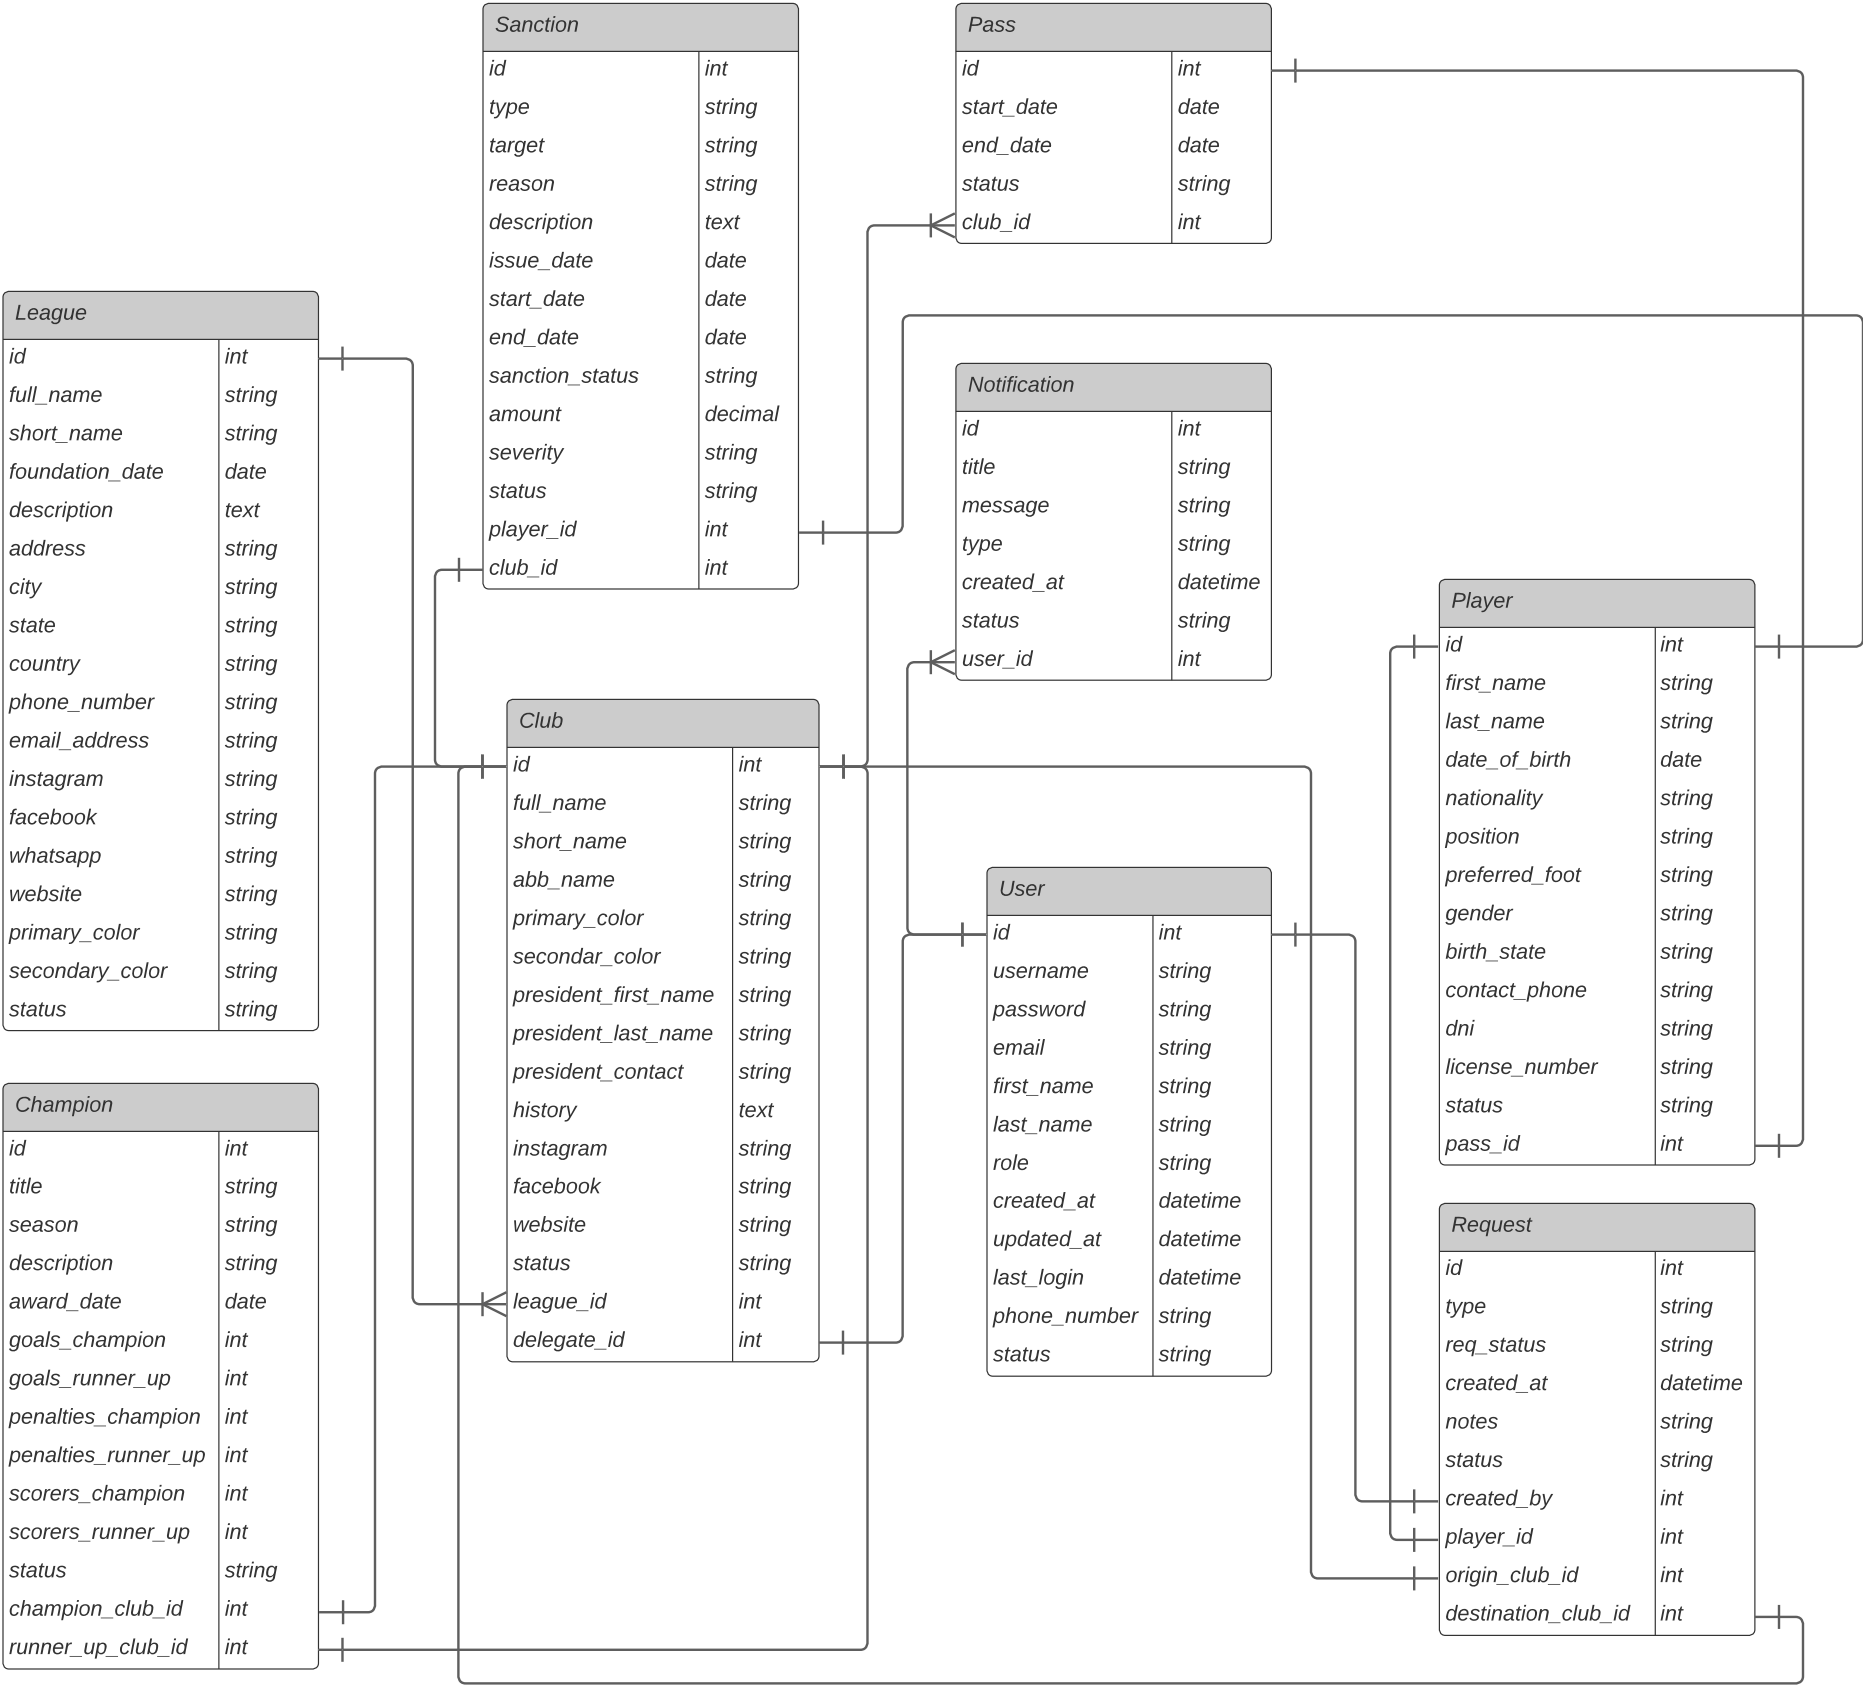 Sanction
id int
type string
target string
reason string
description text
issue_date date
start_date date
end_date date
sanction_status string
amount decimal
severity string
status string
player_id int
club_id int
Pass
id int
start_date date
end_date date
status string
club_id int
League
id int
full_name string
short_name string
foundation_date date
description text
address string
city string
state string
country string
phone_number string
email_address string
instagram string
facebook string
whatsapp string
website string
primary_color string
secondary_color string
status string
Notification
id int
title string
message string
type string
created_at datetime
status string
user_id int
Player
id int
first_name string
last_name string
date_of_birth date
nationality string
position string
preferred_foot string
gender string
birth_state string
contact_phone string
dni string
license_number string
status string
pass_id int
Club
id int
full_name string
short_name string
abb_name string
primary_color string
secondar_color string
president_first_name string
president_last_name string
president_contact string
history text
instagram string
facebook string
website string
status string
league_id int
delegate_id int
User
id int
username string
password string
email string
first_name string
last_name string
role string
created_at datetime
updated_at datetime
last_login datetime
phone_number string
status string
Champion
id int
title string
season string
description string
award_date date
goals_champion int
goals_runner_up int
penalties_champion int
penalties_runner_up int
scorers_champion int
scorers_runner_up int
status string
champion_club_id int
runner_up_club_id int
Request
id int
type string
req_status string
created_at datetime
notes string
status string
created_by int
player_id int
origin_club_id int
destination_club_id int